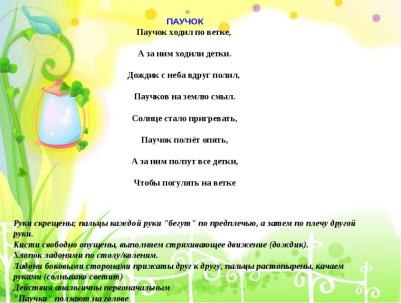 ПАУЧОК
Паучок ходил по ветке,
А за ним ходили детки.
Дождик с неба вдруг полил,
Паучков на землю смыл.
Солнце стало пригревать,
Паучок ползёт опять,
А за ним ползут все детки,
Чтобы погулять на ветке
Руки скрещены; пальцы каждой руки "бегут" по предплечью, а затем по плечу другой
руки.
Кисти свободно опущены, выполняем стряхивающее движение (дождик).
Хлопок ладонями по столу/коленям.
Ладони боковыми сторонами прижаты друг к другу, пальцы растопырены, качаем
руками (солнышко светит)
Действия аналогичны первоначальным
"Паучки" ползают на голове